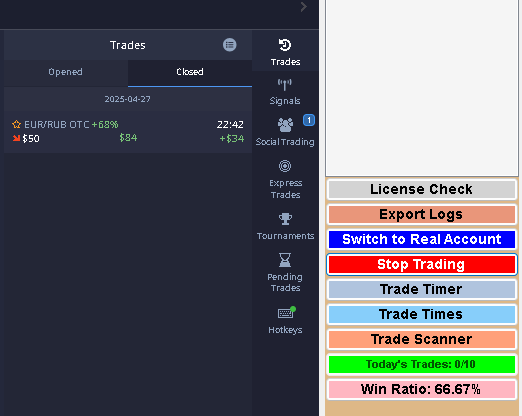 Trades
Opened Closed
2025-04-27
EUR/RUB OTC +68% 22:42
$50 $84 +$34
Trades
Signals
1
Social Trading
Express
Trades
Tournaments
Pending
Trades
Hotkeys
License Check
Export Logs
Switch to Real Account
Stop Trading
Trade Timer
Trade Times
Trade Scanner
Today's Trades: 0/10
Win Ratio: 66.67%